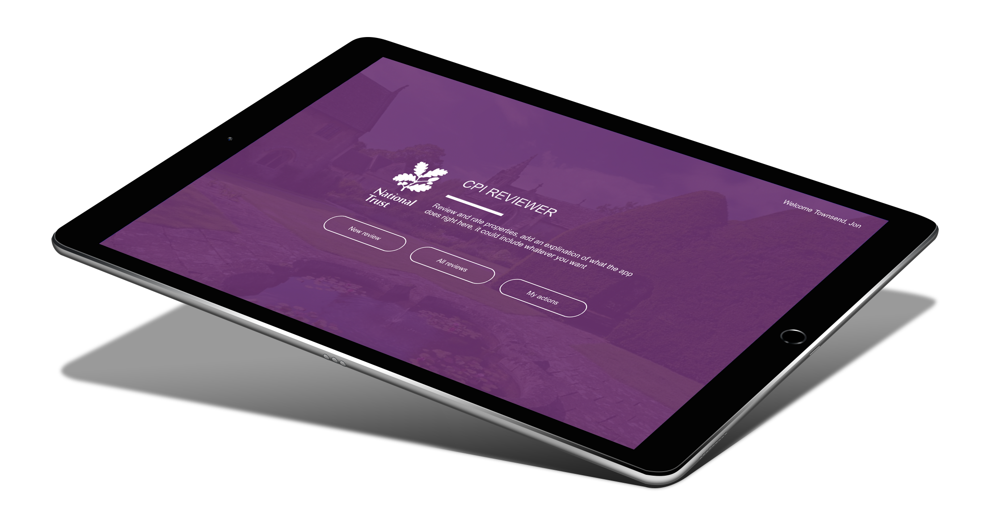 Welcome Townsend, Jon
National
Trust
CPI REVIEWER
Review and rate properties, add an explination of what the app
does right here, it could include whatever you want
New review
All reviews
My actions